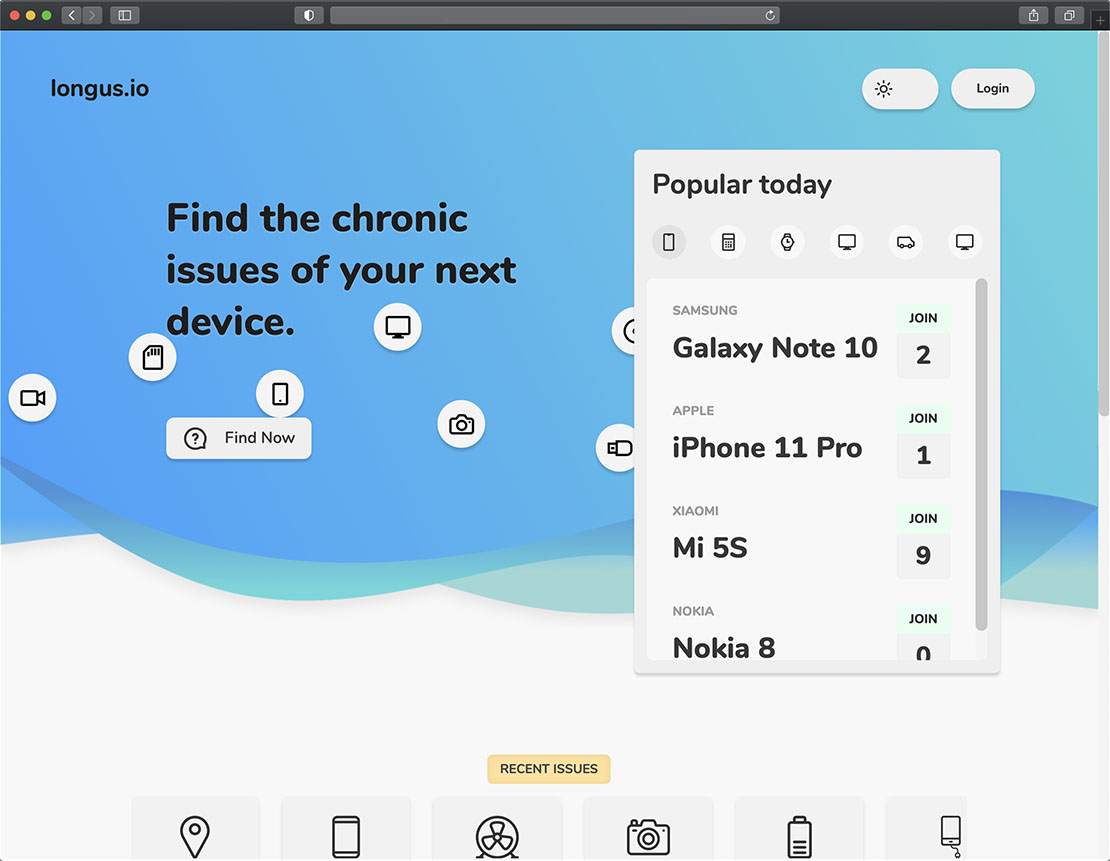 longus.io
Login
Find the chronic
issues of your next
device.
Find Now
Popular today
SAMSUNG
Galaxy Note 10
JOIN
2
APPLE
iPhone 11 Pro
JOIN
1
XIAOMI
Mi 5S
JOIN
9
NOKIA
Nokia 8
JOIN
0
RECENT ISSUES